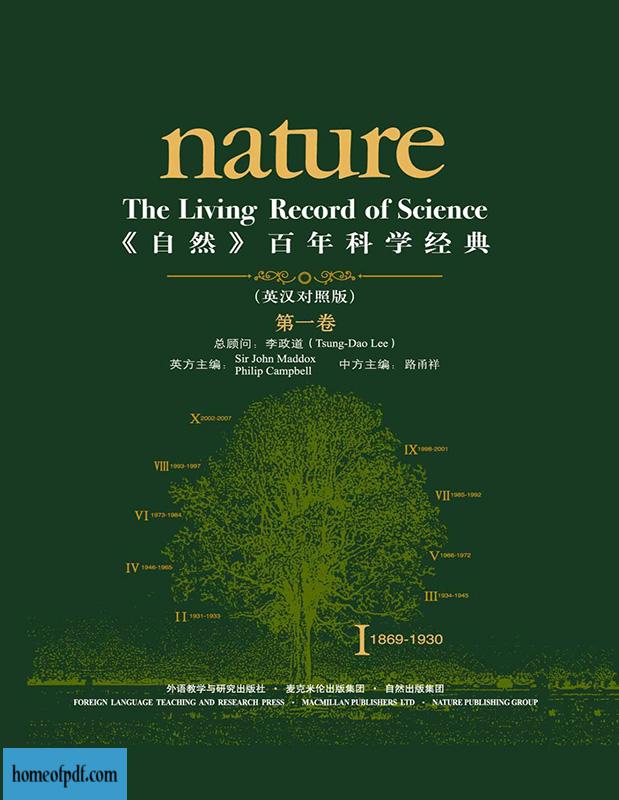 nature
The Living Record of Science
《自然》百年科学经典
（英汉对照版）
第一卷
总顾问：李政道（Tsung-Dao Lee）
英方主编：Sir John Maddox
Philip Campbell
中方主编：路甬祥
X 2002-2007
IX 1998-2001
VIII 1993-1997
VII 1985-1992
VI 1973-1984
V 1966-1972
IV 1946-1965
III 1934-1945
II 1931-1933
I 1869-1930
外语教学与研究出版社 · 麦克米伦出版集团 · 自然出版集团
FOREIGN LANGUAGE TEACHING AND RESEARCH PRESS · MACMILLAN PUBLISHERS LTD · NATURE PUBLISHING GROUP
homeofpdf.com